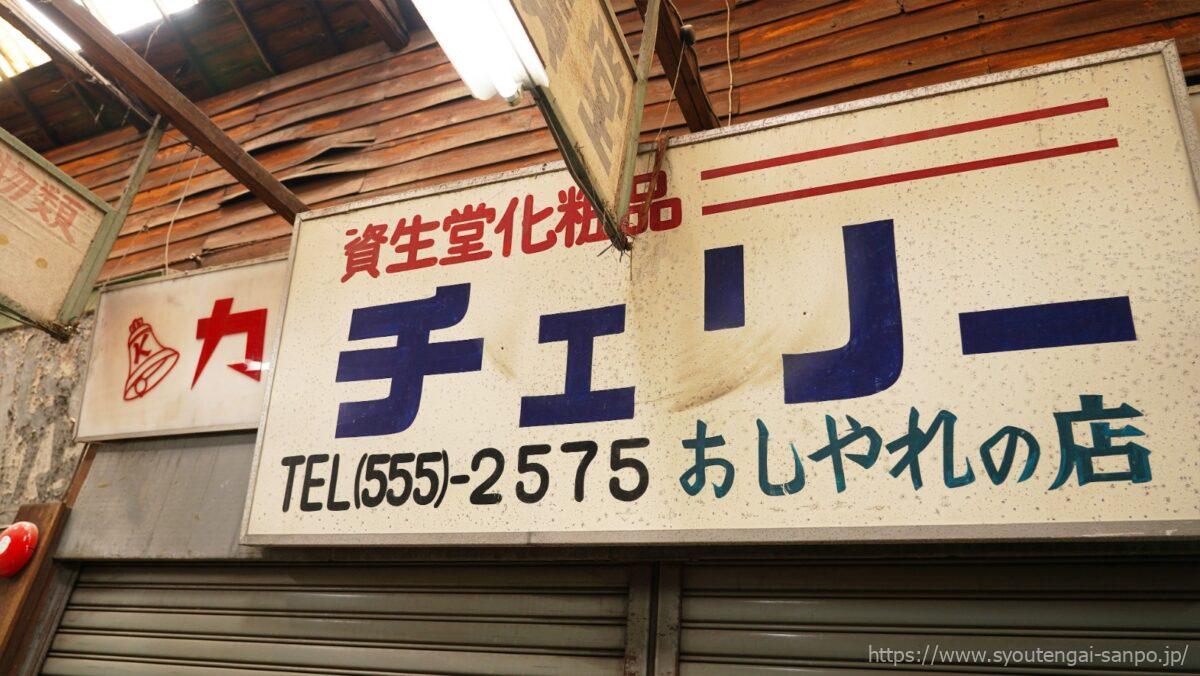 物類
K カ
資生堂化粧品
チェリー
TEL(555)-2575 おしやれの店
https://www.syoutengai-sanpo.jp/